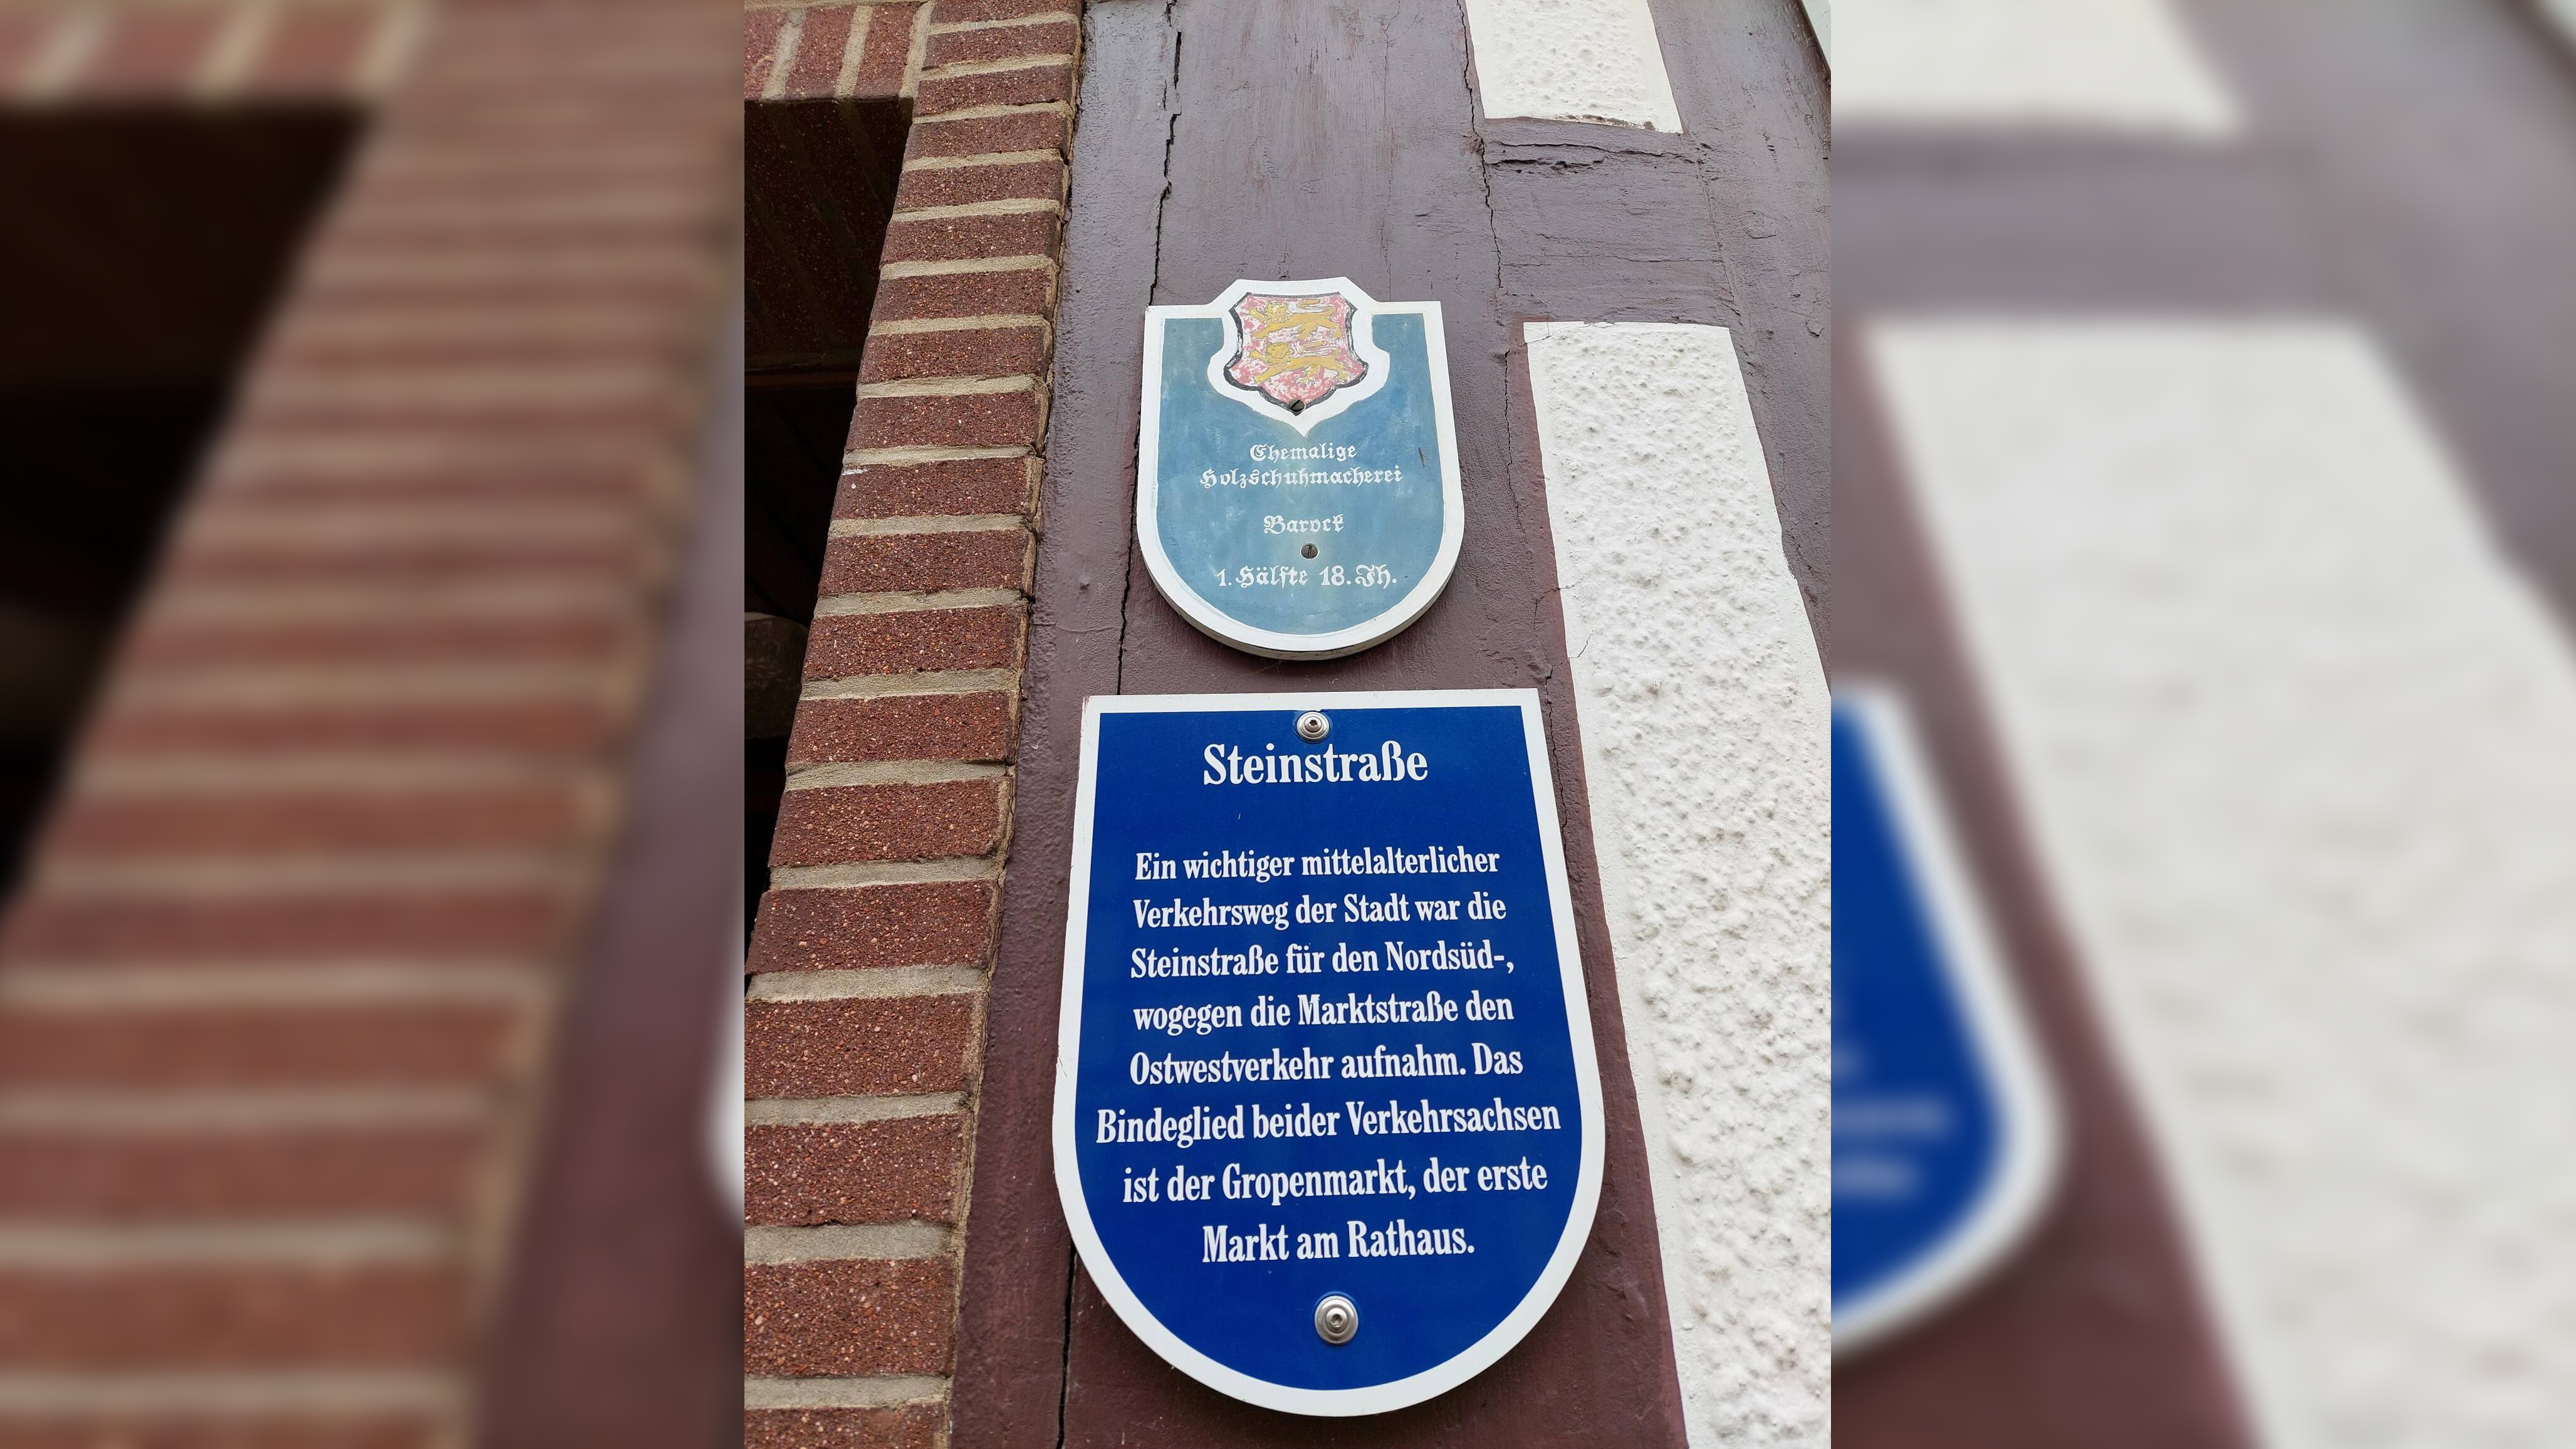 Ehemalige
Holzschuhmacherei
Barock
1. Hälfte 18. Jh.
Steinstraße
Ein wichtiger mittelalterlicher
Verkehrsweg der Stadt war die
Steinstraße für den Nordsüd-,
wogegen die Marktstraße den
Ostwestverkehr aufnahm. Das
Bindeglied beider Verkehrsachsen
ist der Gropenmarkt, der erste
Markt am Rathaus.